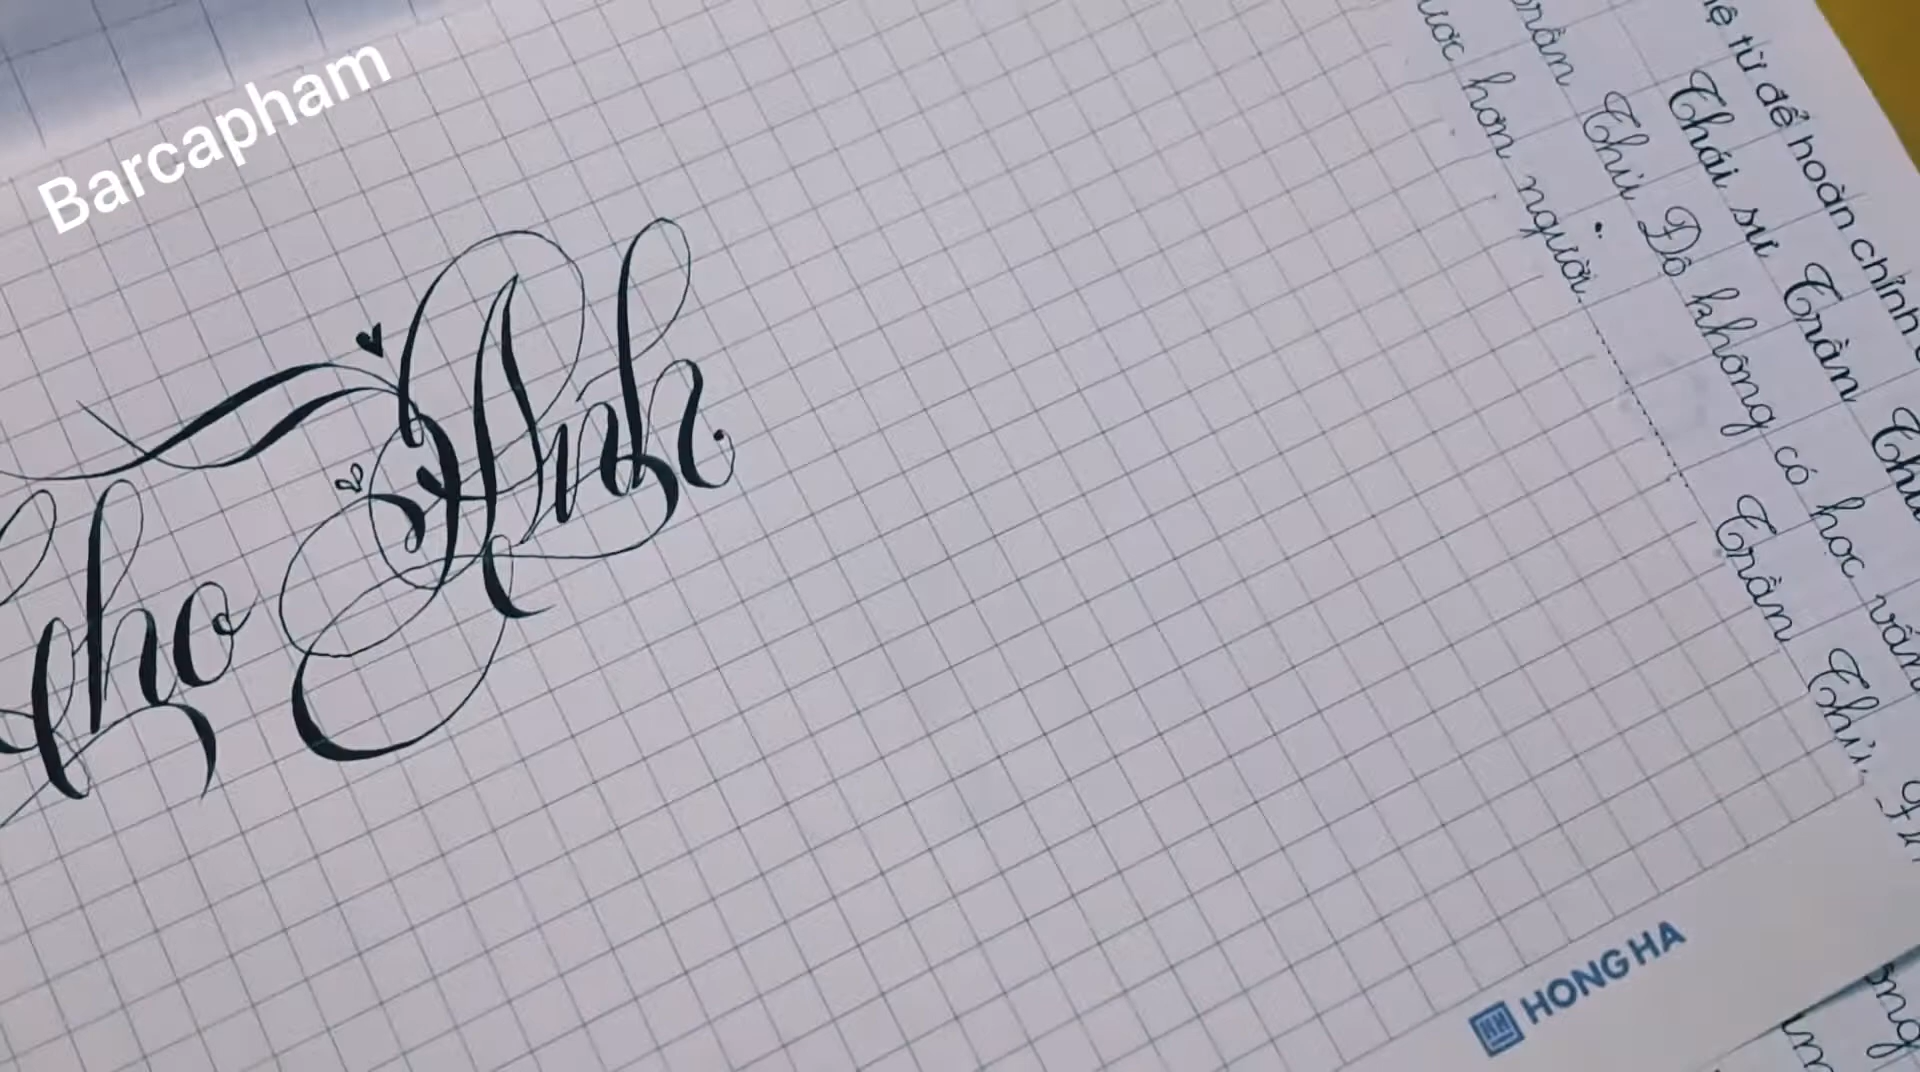 Barcapham
Cho Anh
từ để hoàn chỉnh
Thái sư Trần Thủ
Trần Thủ Độ không có học vấn
hơn người.
Trần Thủ
HONG HA